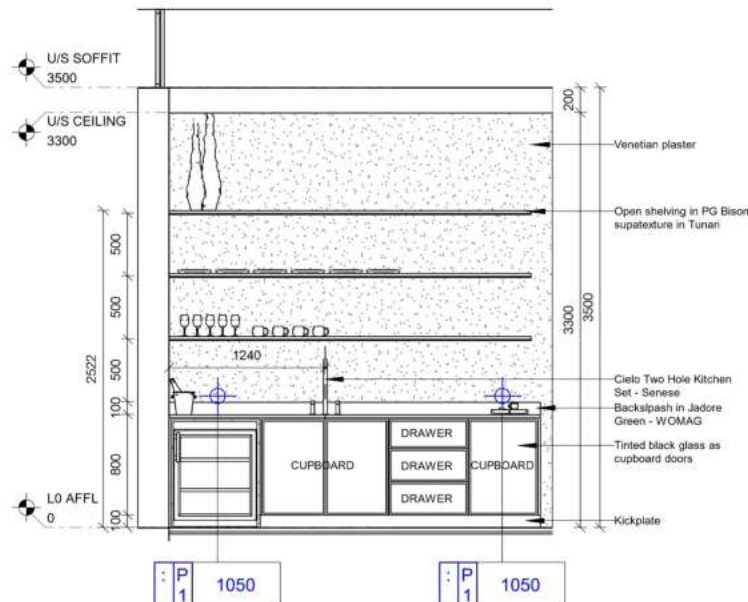 U/S SOFFIT
3500
U/S CEILING
3300
200
Venetian plaster
Open shelving in PG Bison
supatexture in Tunari
500
500
3300
3500
1240
2522
500
100
Cielo Two Hole Kitchen
Set - Senese
Backslpash in Jadore
Green - WOMAG
Tinted black glass as
cupboard doors
800
CUPBOARD
DRAWER
DRAWER
DRAWER
CUPBOARD
L0 AFFL
0
100
Kickplate
: P 1 1050
: P 1 1050